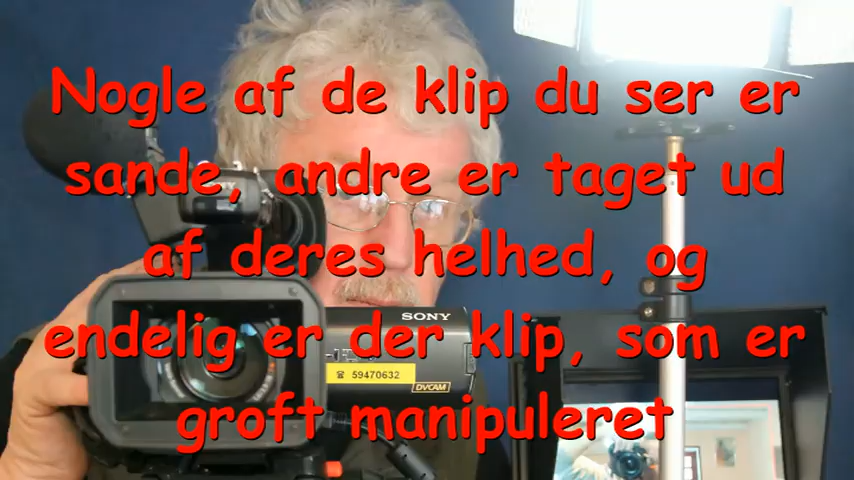 Nogle af de klip du ser er
sande, andre er taget ud
af deres helhed, og
endelig er der klip, som er
groft manipuleret
SONY
SONY
☎ 59470632
DVCAM